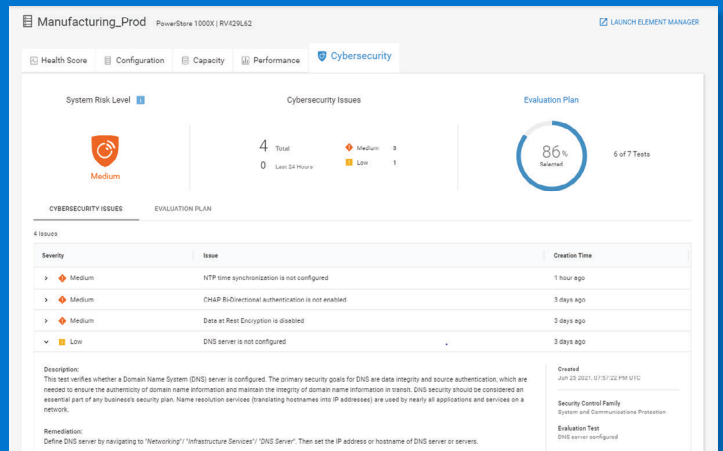 Manufacturing_Prod PowerStore 1000X | RV429L62
LAUNCH ELEMENT MANAGER
Health Score Configuration Capacity Performance Cybersecurity
System Risk Level
Cybersecurity Issues
Evaluation Plan
Medium
4 Total
0 Last 24 Hours
Medium 3
Low 1
86%
Selected
6 of 7 Tests
CYBERSECURITY ISSUES EVALUATION PLAN
4 Issues
Severity Issue Creation Time
Medium NTP time synchronization is not configured 1 hour ago
Medium CHAP Bi-Directional authentication is not enabled 3 days ago
Medium Data at Rest Encryption is disabled 3 days ago
Low DNS server is not configured 3 days ago
Description:
This test verifies whether a Domain Name System (DNS) server is configured. The primary security goals for DNS are data integrity and source authentication, which are
needed to ensure the authenticity of domain name information and maintain the integrity of domain name information in transit. DNS security should be considered an
essential part of any business's security plan. Name resolution services (translating hostnames into IP addresses) are used by nearly all applications and services on a
network.
Remediation:
Define DNS server by navigating to "Networking"/ "Infrastructure Services"/ "DNS Server". Then set the IP address or hostname of DNS server or servers.
Created
Jun 25 2021, 07:57:22 PM UTC
Security Control Family
System and Communications Protection
Evaluation Test
DNS server configured